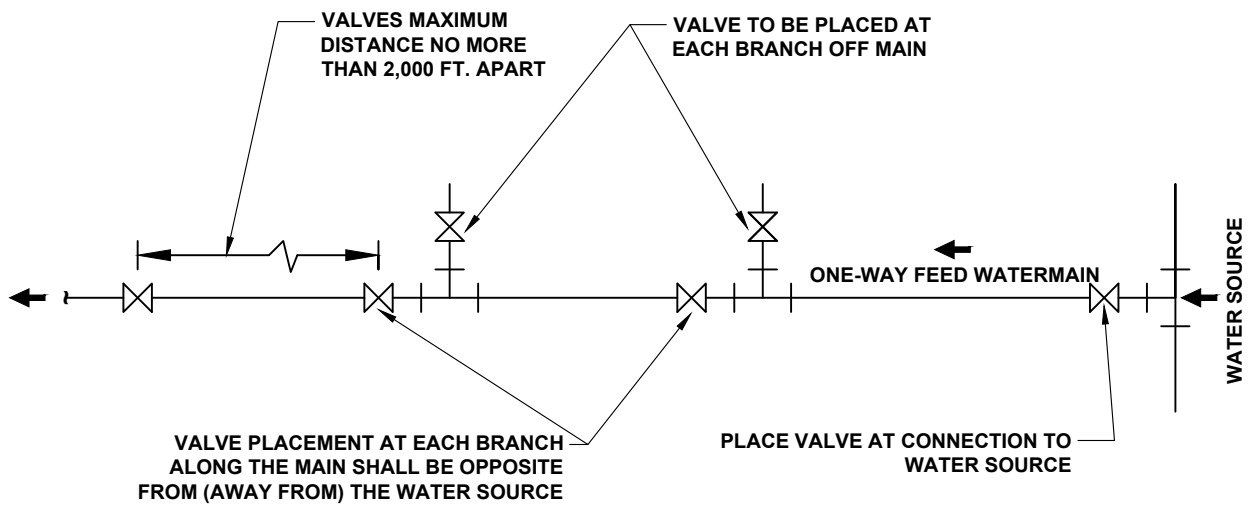 VALVES MAXIMUM
DISTANCE NO MORE
THAN 2,000 FT. APART
VALVE TO BE PLACED AT
EACH BRANCH OFF MAIN
ONE-WAY FEED WATERMAIN
WATER SOURCE
VALVE PLACEMENT AT EACH BRANCH
ALONG THE MAIN SHALL BE OPPOSITE
FROM (AWAY FROM) THE WATER SOURCE
PLACE VALVE AT CONNECTION TO
WATER SOURCE